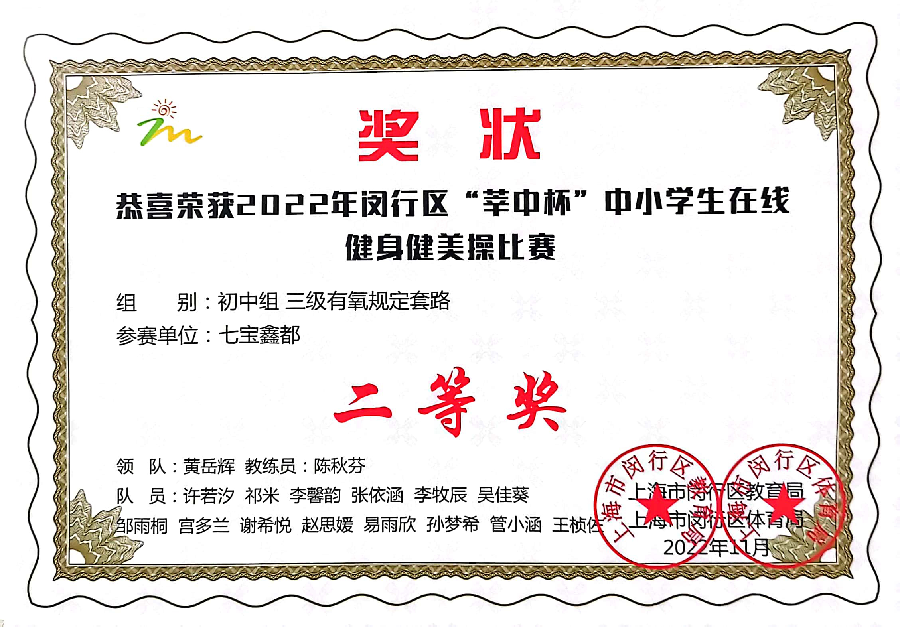 奖 状
恭喜荣获2022年闵行区“莘中杯”中小学生在线
健身健美操比赛
组 别：初中组 三级有氧规定套路
参赛单位：七宝鑫都
二等奖
领 队：黄岳辉 教练员：陈秋芬
队 员：许若汐 祁米 李馨韵 张依涵 李牧辰 吴佳葵
邹雨桐 宫多兰 谢希悦 赵思媛 易雨欣 孙梦希 管小涵 王桢佐
上海市闵行区教育局
上海市闵行区体育局
2022年11月
上海市闵行区教育局
上海市闵行区体育局